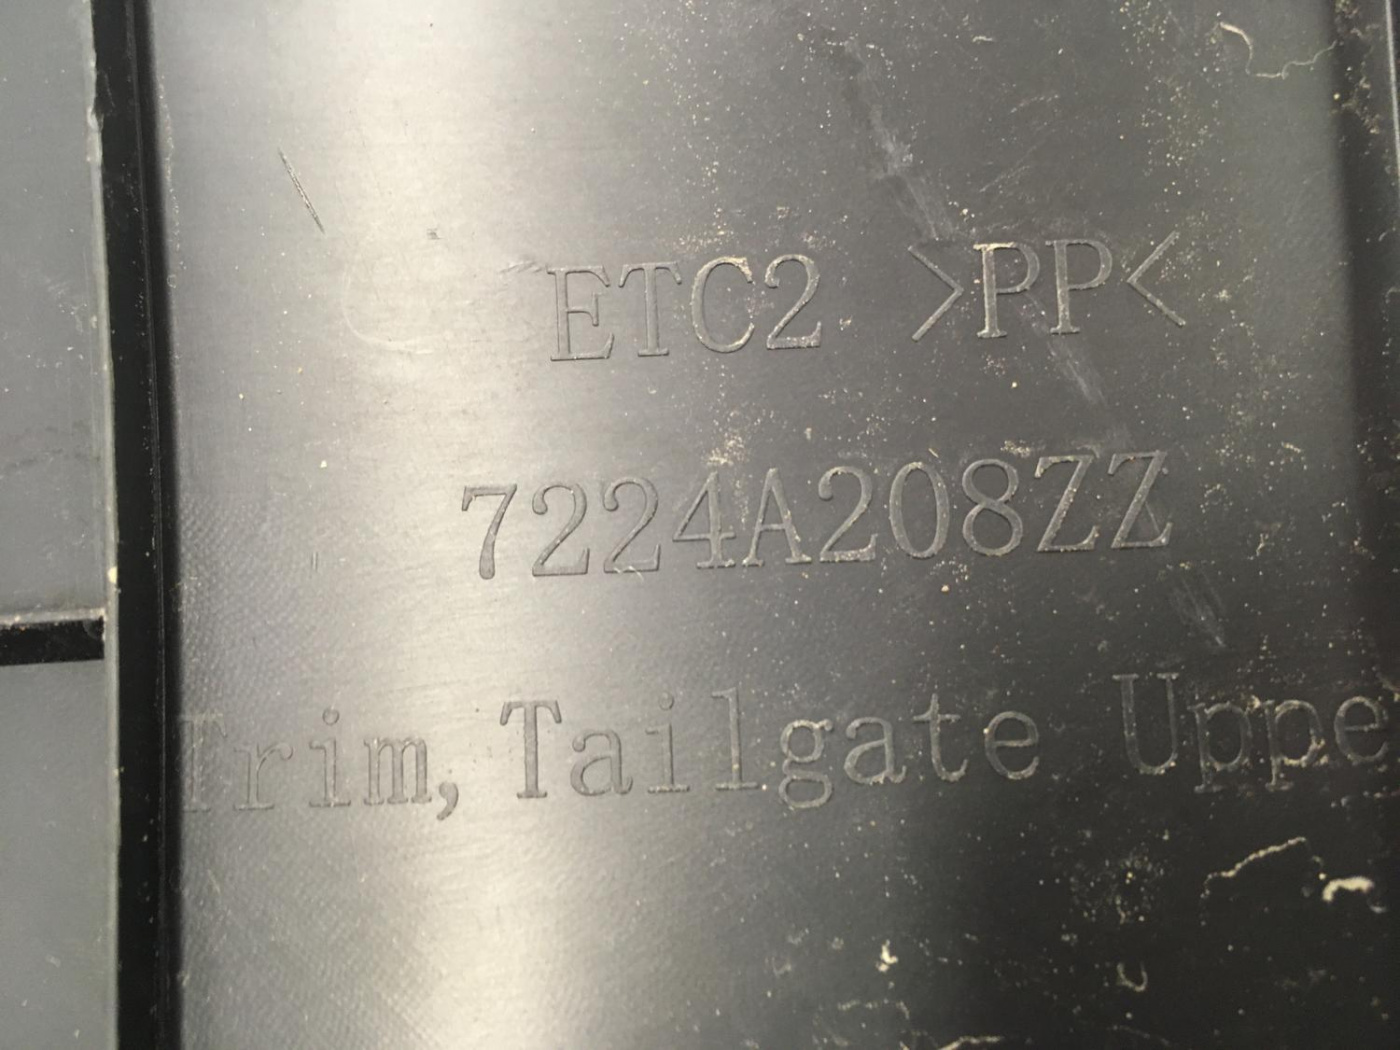 ETC2 >PP<
7224A208ZZ
Trim, Tailgate Uppe